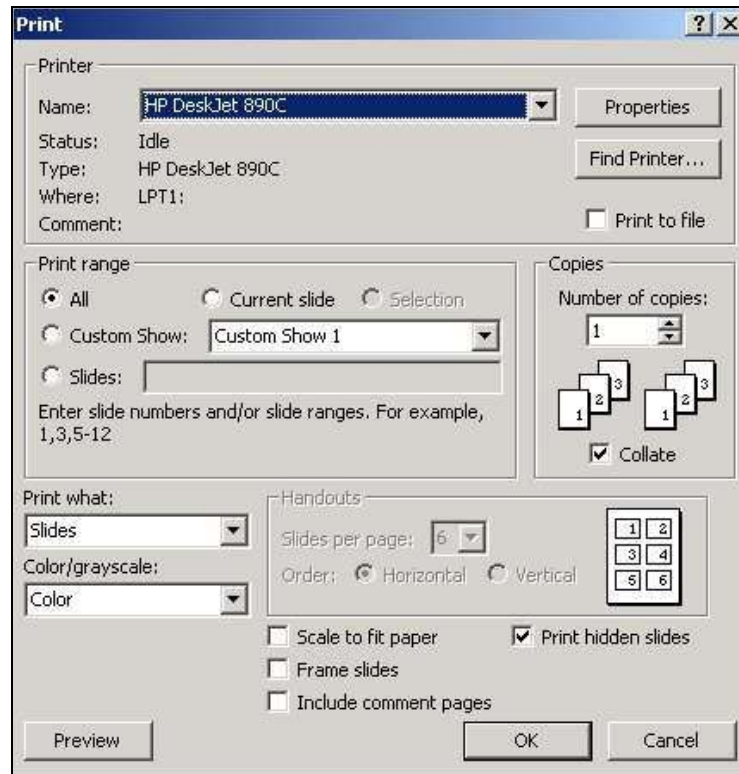 Print
Printer
Name: HP DeskJet 890C Properties
Status: Idle
Type: HP DeskJet 890C Find Printer...
Where: LPT1:
Comment: Print to file
Print range
All Current slide Selection
Custom Show: Custom Show 1
Slides:
Enter slide numbers and/or slide ranges. For example,
1,3,5-12
Copies
Number of copies:
1
1 2 3 1 2 3
Collate
Print what:
Slides
Color/grayscale:
Color
Handouts
Slides per page: 6
Order: Horizontal Vertical
1 2
3 4
5 6
Scale to fit paper Print hidden slides
Frame slides
Include comment pages
Preview OK Cancel